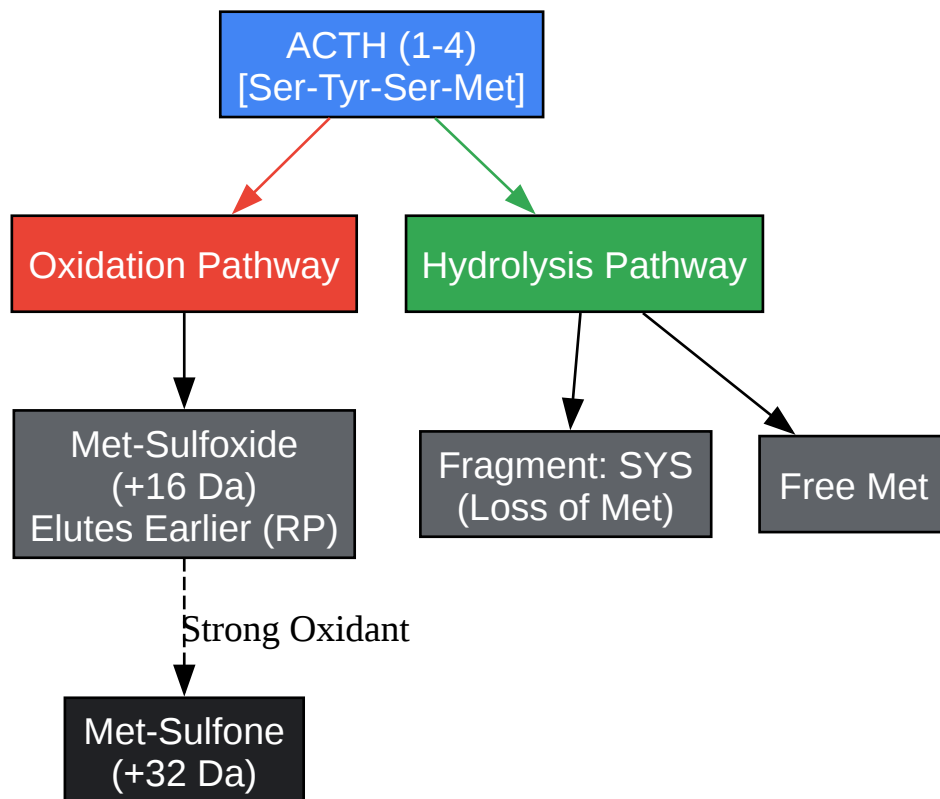 ACTH (1-4)
[Ser-Tyr-Ser-Met]
Oxidation Pathway
Hydrolysis Pathway
Met-Sulfoxide
(+16 Da)
Elutes Earlier (RP)
Fragment: SYS
(Loss of Met)
Free Met
Strong Oxidant
Met-Sulfone
(+32 Da)